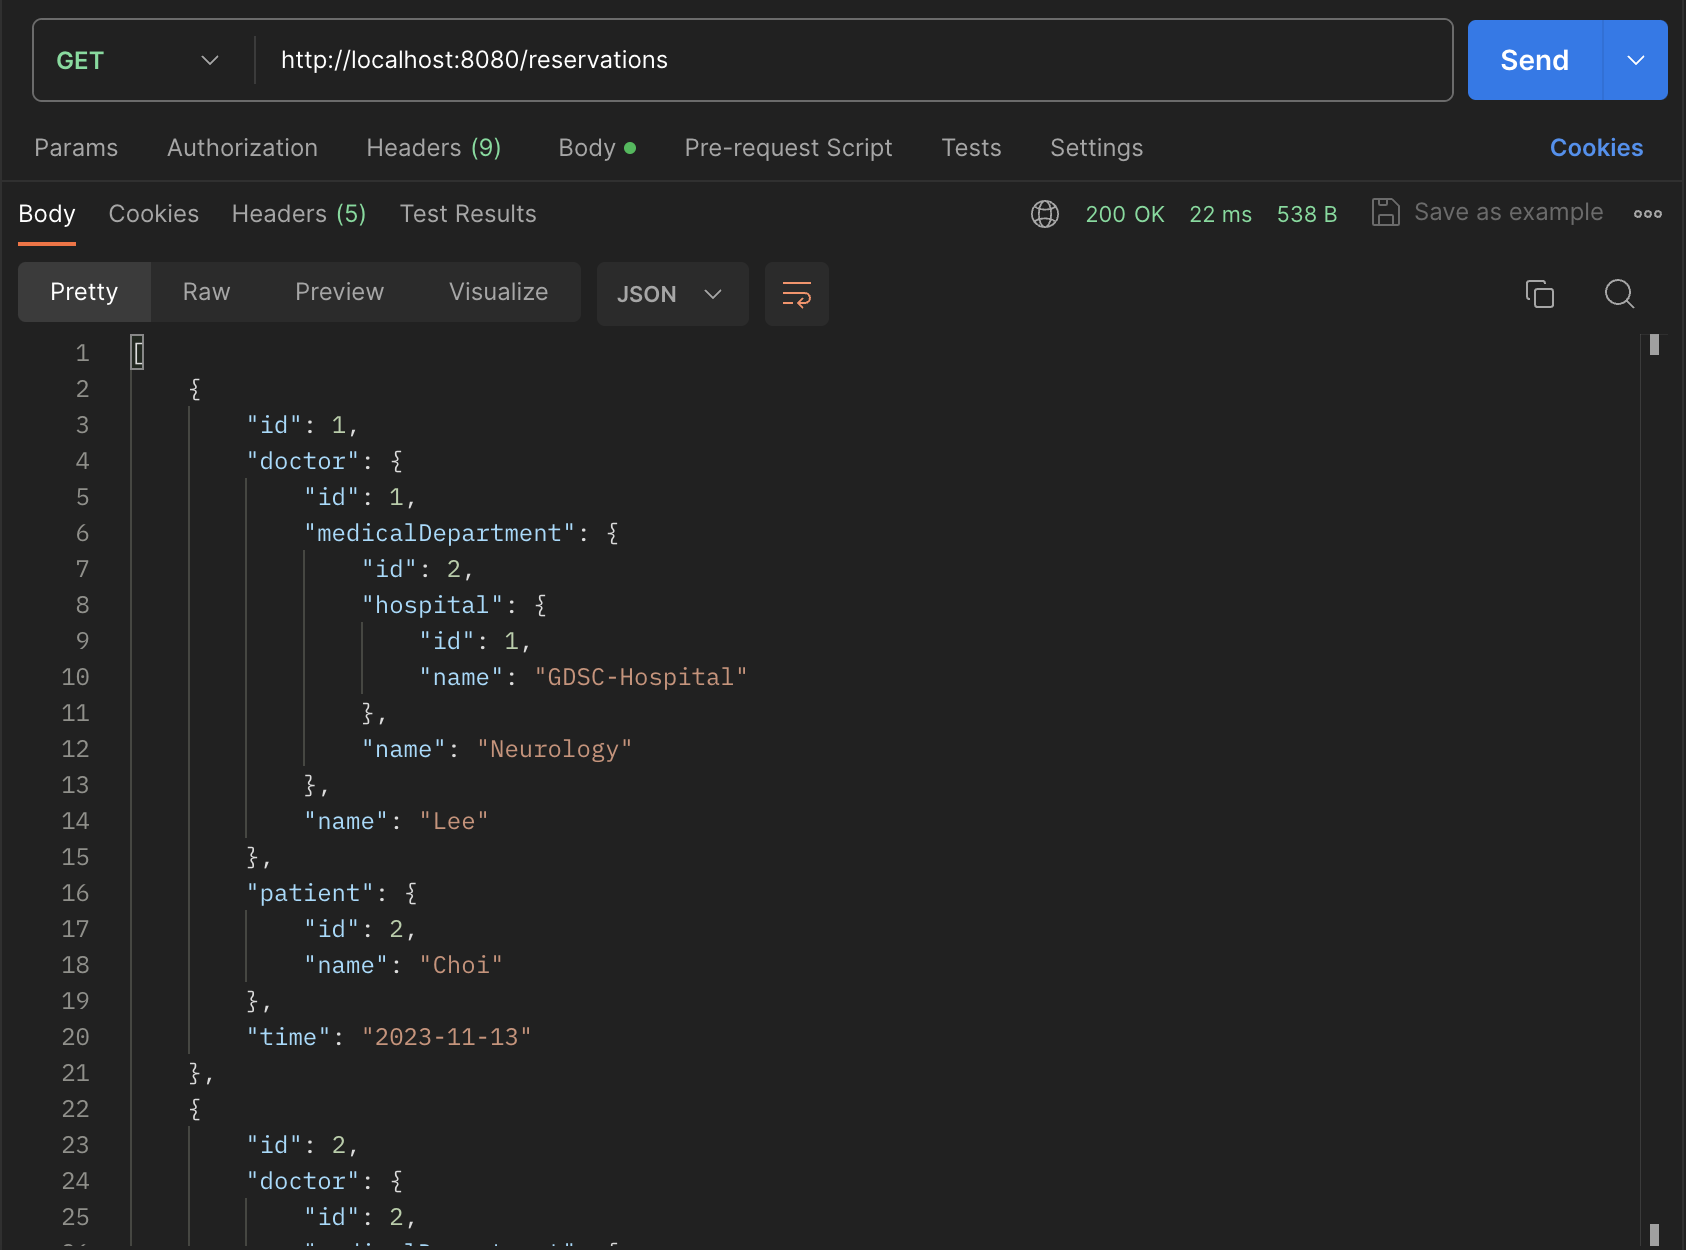 GET http://localhost:8080/reservations Send
Params Authorization Headers (9) Body Pre-request Script Tests Settings Cookies
Body Cookies Headers (5) Test Results 200 OK 22 ms 538 B Save as example
Pretty Raw Preview Visualize JSON
1 [
2 {
3 "id": 1,
4 "doctor": {
5 "id": 1,
6 "medicalDepartment": {
7 "id": 2,
8 "hospital": {
9 "id": 1,
10 "name": "GDSC-Hospital"
11 },
12 "name": "Neurology"
13 },
14 "name": "Lee"
15 },
16 "patient": {
17 "id": 2,
18 "name": "Choi"
19 },
20 "time": "2023-11-13"
21 },
22 {
23 "id": 2,
24 "doctor": {
25 "id": 2,